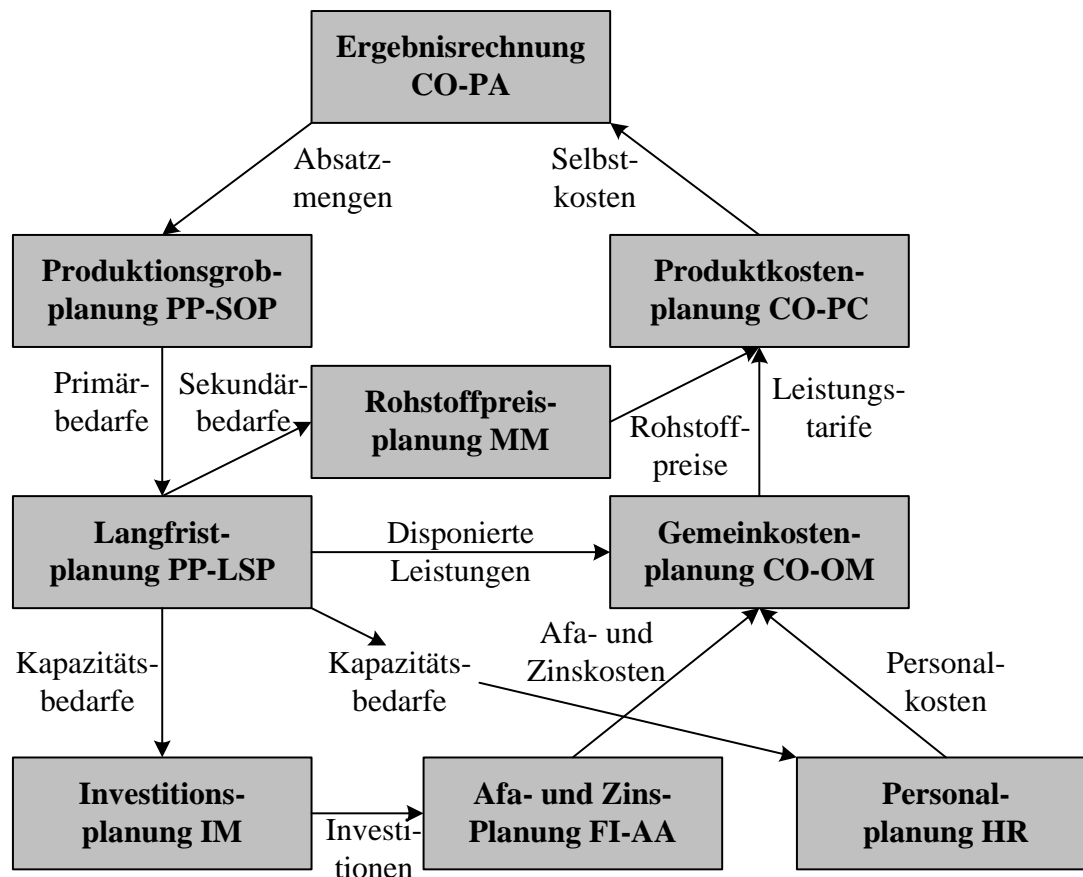 Ergebnisrechnung
CO-PA
Absatz-
mengen
Selbst-
kosten
Produktionsgrob-
planung PP-SOP
Produktkosten-
planung CO-PC
Primär-
bedarfe
Sekundär-
bedarfe
Rohstoffpreis-
planung MM
Rohstoff-
preise
Leistungs-
tarife
Langfrist-
planung PP-LSP
Disponierte
Leistungen
Gemeinkosten-
planung CO-OM
Kapazitäts-
bedarfe
Kapazitäts-
bedarfe
Afa- und
Zinskosten
Personal-
kosten
Investitions-
planung IM
Investi-
tionen
Afa- und Zins-
Planung FI-AA
Personal-
planung HR